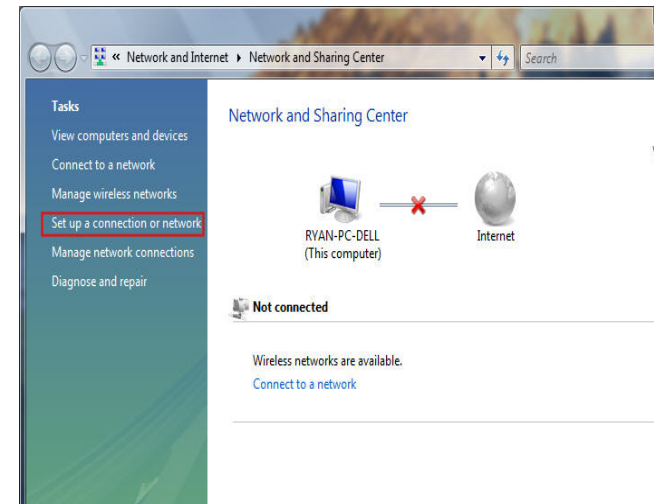 « Network and Internet ▸ Network and Sharing Center
Search
Tasks
View computers and devices
Connect to a network
Manage wireless networks
Set up a connection or network
Manage network connections
Diagnose and repair
Network and Sharing Center
RYAN-PC-DELL
(This computer)
Internet
Not connected
Wireless networks are available.
Connect to a network